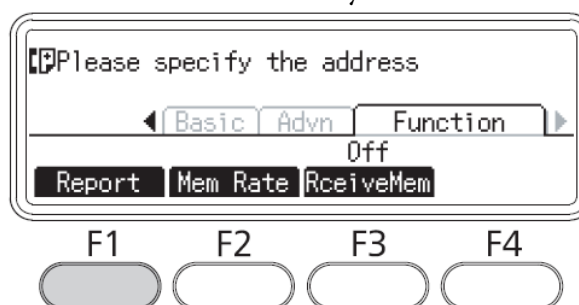 Please specify the address
Basic Advn Function
Off
Report Mem Rate RceiveMem
F1 F2 F3 F4